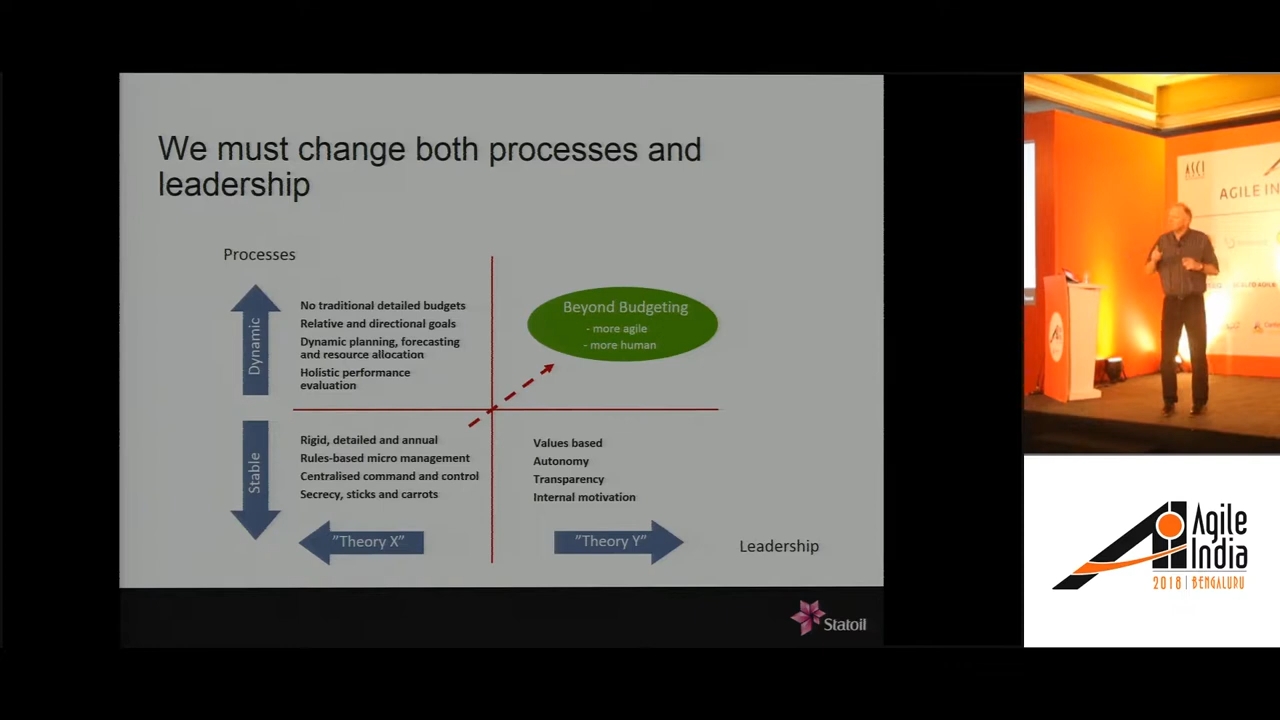 We must change both processes and
leadership
Processes
Dynamic
No traditional detailed budgets
Relative and directional goals
Dynamic planning, forecasting
and resource allocation
Holistic performance
evaluation
Beyond Budgeting
- more agile
- more human
Stable
Rigid, detailed and annual
Rules-based micro management
Centralised command and control
Secrecy, sticks and carrots
Values based
Autonomy
Transparency
Internal motivation
"Theory X"
"Theory Y"
Leadership
Statoil
ASCI
AGILE IN
Agile
India
2018 | BENGALURU